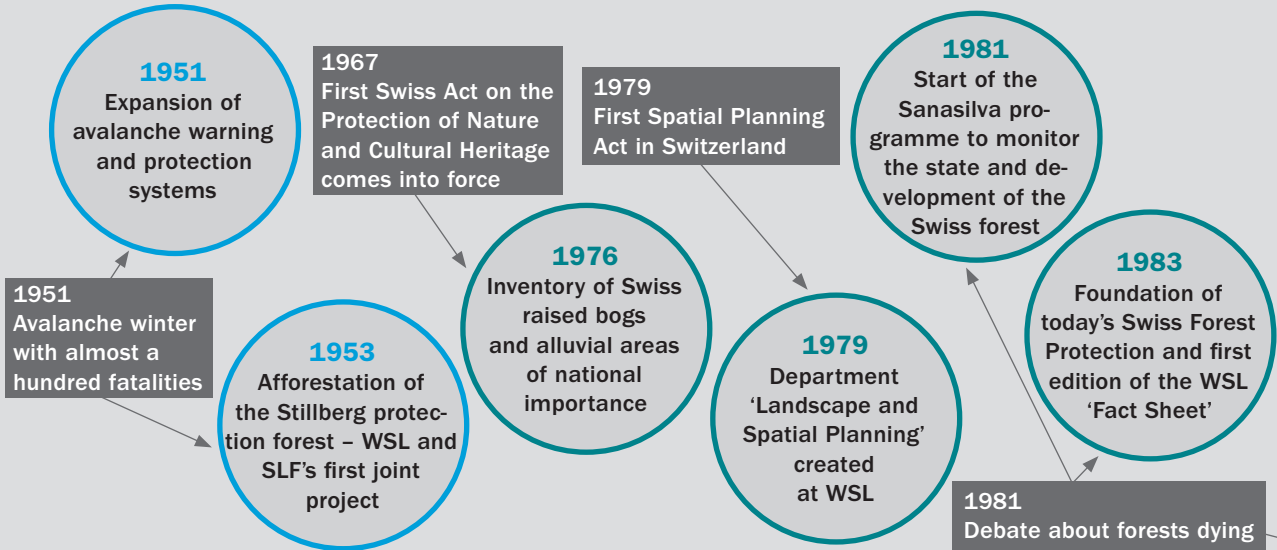 1951
Expansion of
avalanche warning
and protection
systems
1951
Avalanche winter
with almost a
hundred fatalities
1953
Afforestation of
the Stillberg protec-
tion forest – WSL and
SLF's first joint
project
1967
First Swiss Act on the
Protection of Nature
and Cultural Heritage
comes into force
1976
Inventory of Swiss
raised bogs
and alluvial areas
of national
importance
1979
First Spatial Planning
Act in Switzerland
1979
Department
‘Landscape and
Spatial Planning’
created
at WSL
1981
Start of the
Sanasilva pro-
gramme to monitor
the state and de-
velopment of the
Swiss forest
1983
Foundation of
today's Swiss Forest
Protection and first
edition of the WSL
‘Fact Sheet’
1981
Debate about forests dying